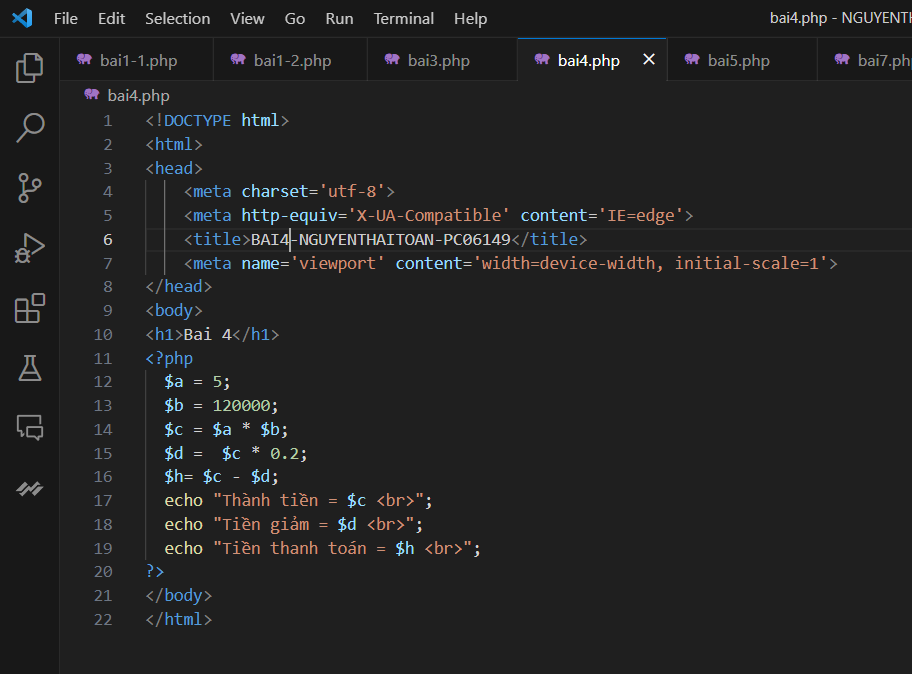 File Edit Selection View Go Run Terminal Help bai4.php - NGUYENTH
bai1-1.php bai1-2.php bai3.php bai4.php bai5.php bai7.ph
bai4.php
1 <!DOCTYPE html>
2 <html>
3 <head>
4 <meta charset='utf-8'>
5 <meta http-equiv='X-UA-Compatible' content='IE=edge'>
6 <title>BAI4-NGUYENTHAITOAN-PC06149</title>
7 <meta name='viewport' content='width=device-width, initial-scale=1'>
8 </head>
9 <body>
10 <h1>Bai 4</h1>
11 <?php
12 $a = 5;
13 $b = 120000;
14 $c = $a * $b;
15 $d =  $c * 0.2;
16 $h= $c - $d;
17 echo "Thành tiền = $c <br>";
18 echo "Tiền giảm = $d <br>";
19 echo "Tiền thanh toán = $h <br>";
20 ?>
21 </body>
22 </html>